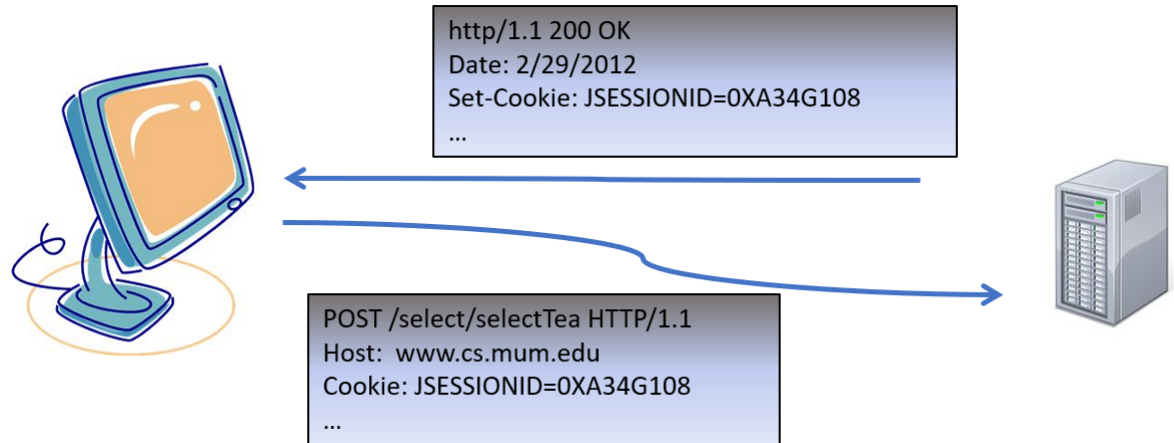 http/1.1 200 OK
Date: 2/29/2012
Set-Cookie: JSESSIONID=0XA34G108
...
POST /select/selectTea HTTP/1.1
Host:  www.cs.mum.edu
Cookie: JSESSIONID=0XA34G108
...